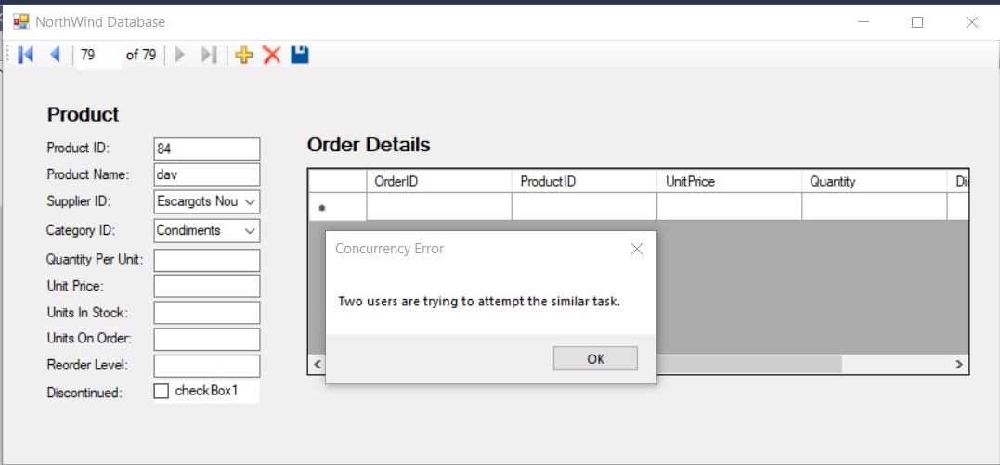 NorthWind Database
79 of 79
Product
Product ID: 84
Product Name: dav
Supplier ID: Escargots Nou
Category ID: Condiments
Quantity Per Unit:
Unit Price:
Units In Stock:
Units On Order:
Reorder Level:
Discontinued: checkBox1
Order Details
OrderID ProductID UnitPrice Quantity Dis
Concurrency Error
Two users are trying to attempt the similar task.
OK